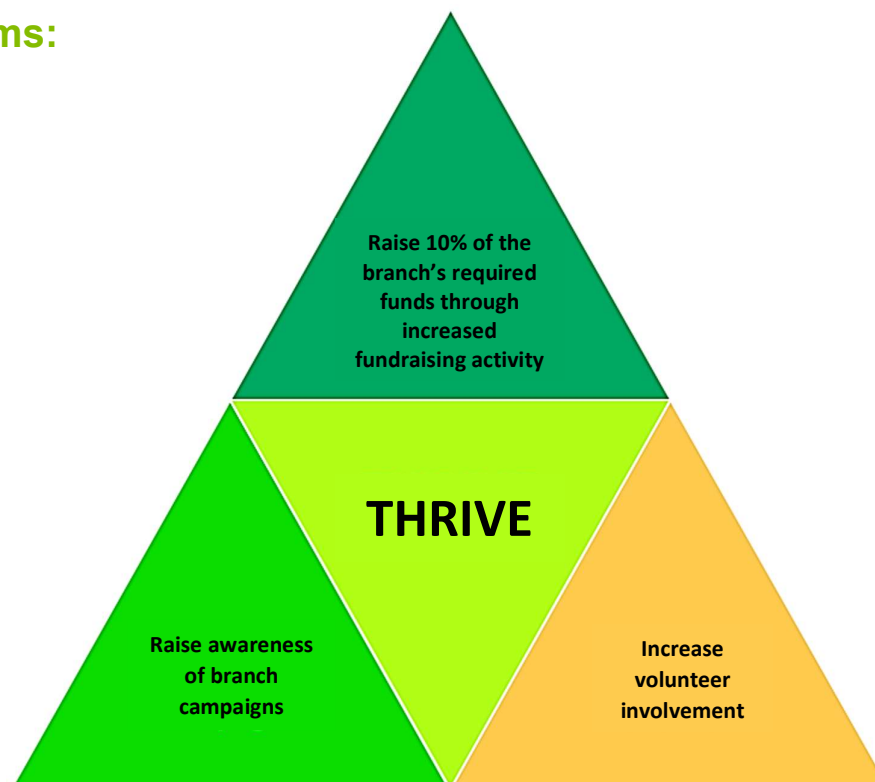 ms:
Raise 10% of the
branch’s required
funds through
increased
fundraising activity
THRIVE
Raise awareness
of branch
campaigns
Increase
volunteer
involvement